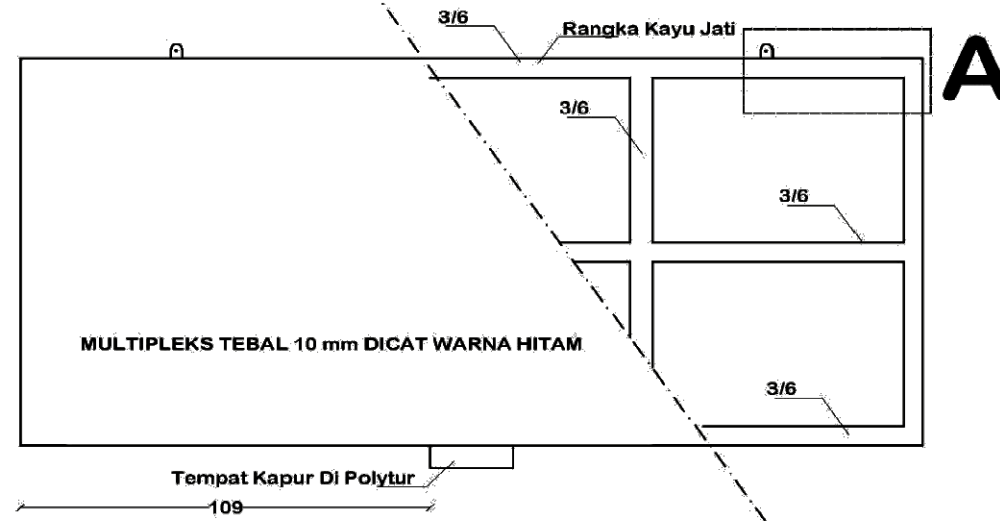 3/6
Rangka Kayu Jati
A
3/6
3/6
MULTIPLEKS TEBAL 10 mm DICAT WARNA HITAM
3/6
Tempat Kapur Di Polytur
109